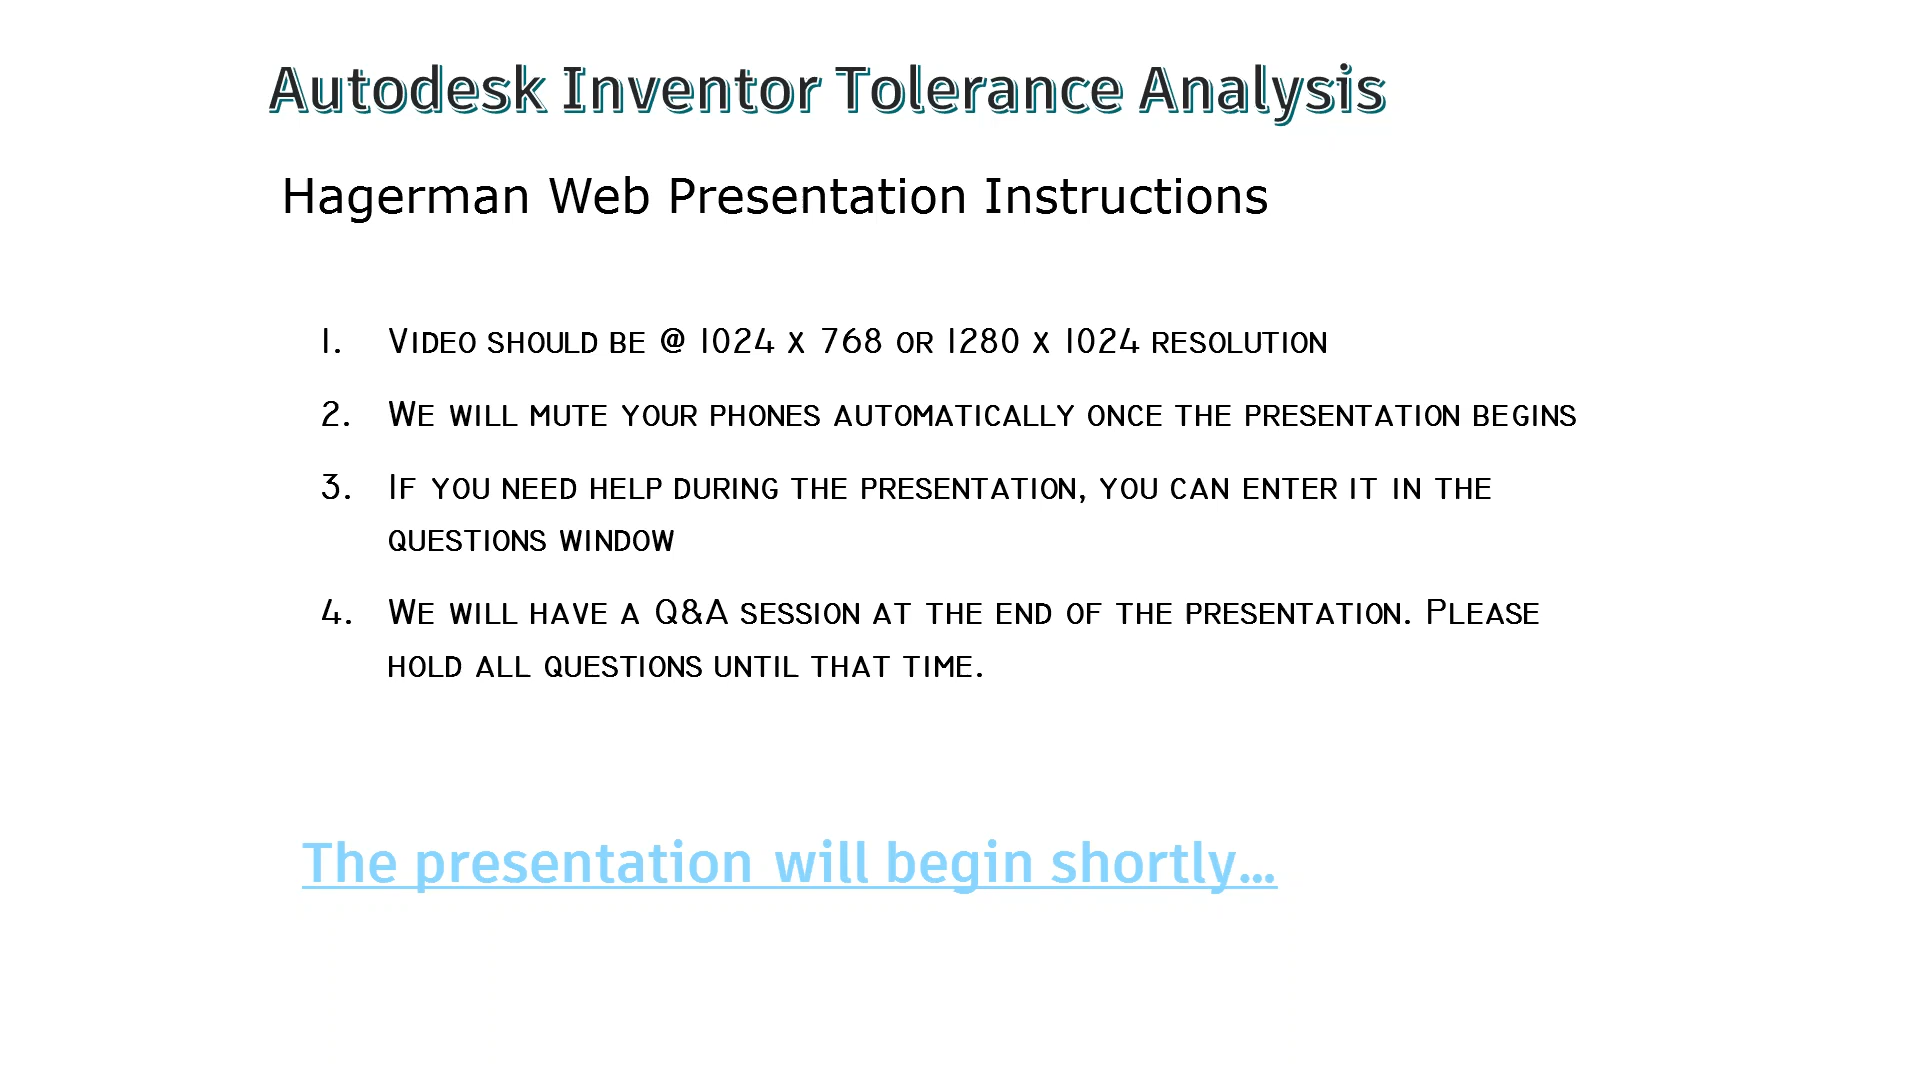 Autodesk Inventor Tolerance Analysis
Hagerman Web Presentation Instructions
1. Video should be @ 1024 x 768 or 1280 x 1024 resolution
2. We will mute your phones automatically once the presentation begins
3. If you need help during the presentation, you can enter it in the
questions window
4. We will have a Q&A session at the end of the presentation. Please
hold all questions until that time.
The presentation will begin shortly...